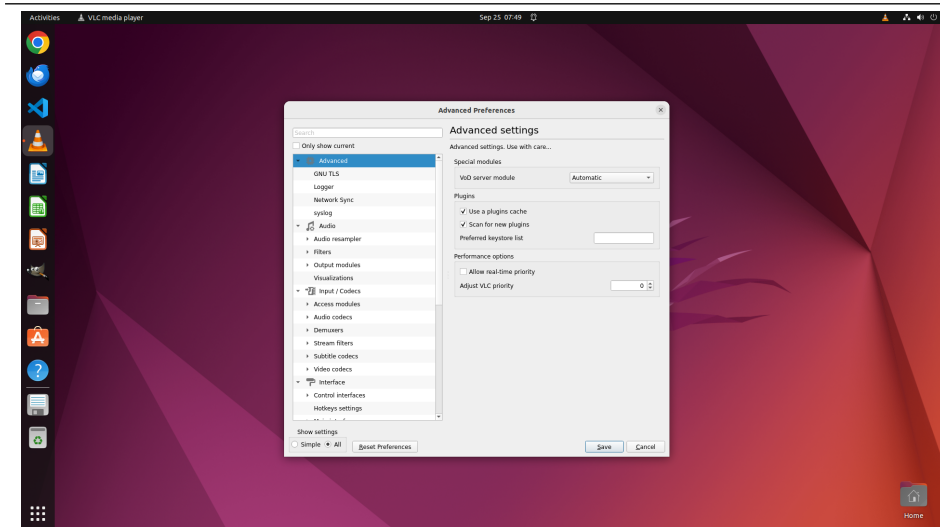 Activities
VLC media player
Sep 25 07:49
Advanced Preferences
Search
Only show current
Advanced
GNU TLS
Logger
Network Sync
syslog
Audio
Audio resampler
Filters
Output modules
Visualizations
Input / Codecs
Access modules
Audio codecs
Demuxers
Stream filters
Subtitle codecs
Video codecs
Interface
Control interfaces
Hotkeys settings
Show settings
Simple
All
Reset Preferences
Advanced settings
Advanced settings. Use with care...
Special modules
VoD server module
Automatic
Plugins
Use a plugins cache
Scan for new plugins
Preferred keystore list
Performance options
Allow real-time priority
Adjust VLC priority
0
Save
Cancel
Home